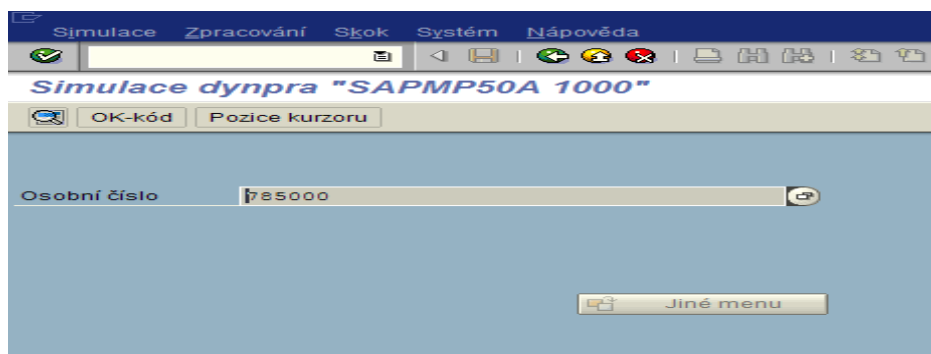 Simulace Zpracování Skok Systém Nápověda
Simulace dynpra "SAPMP50A 1000"
OK-kód Pozice kurzoru
Osobní číslo 785000
Jiné menu